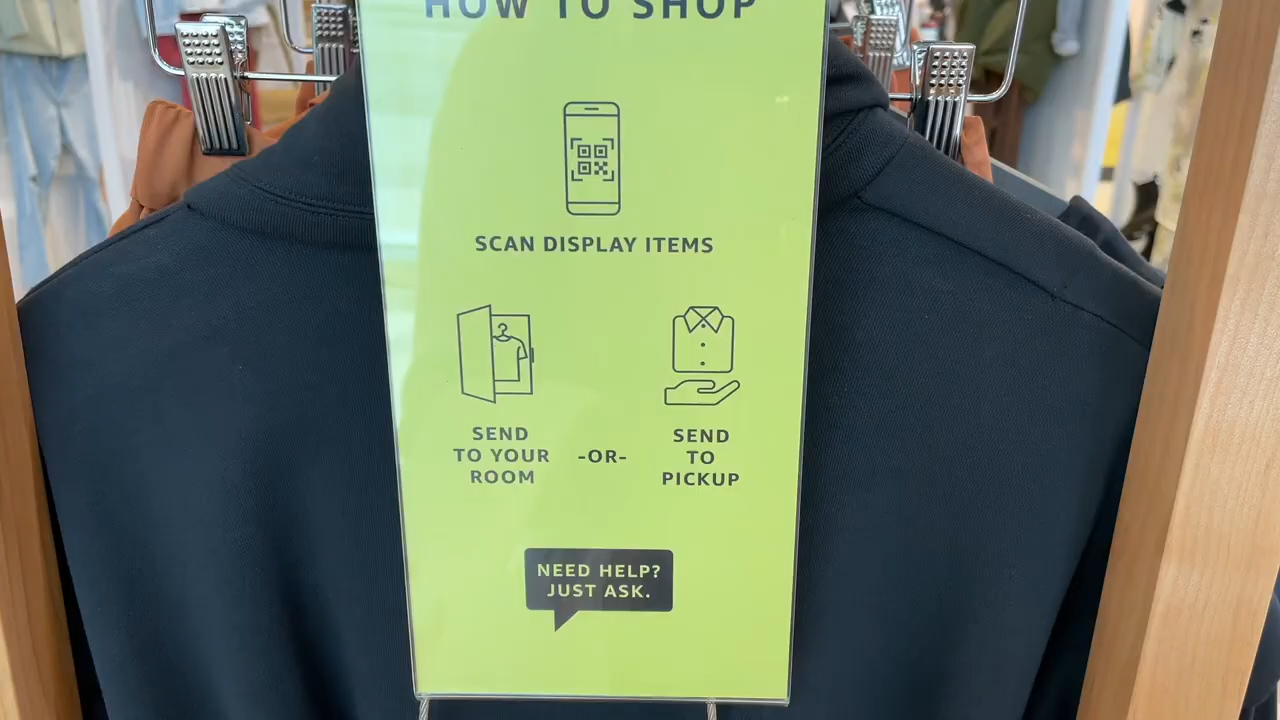 HOW TO SHOP
SCAN DISPLAY ITEMS
SEND
TO YOUR
ROOM
-OR-
SEND
TO
PICKUP
NEED HELP?
JUST ASK.